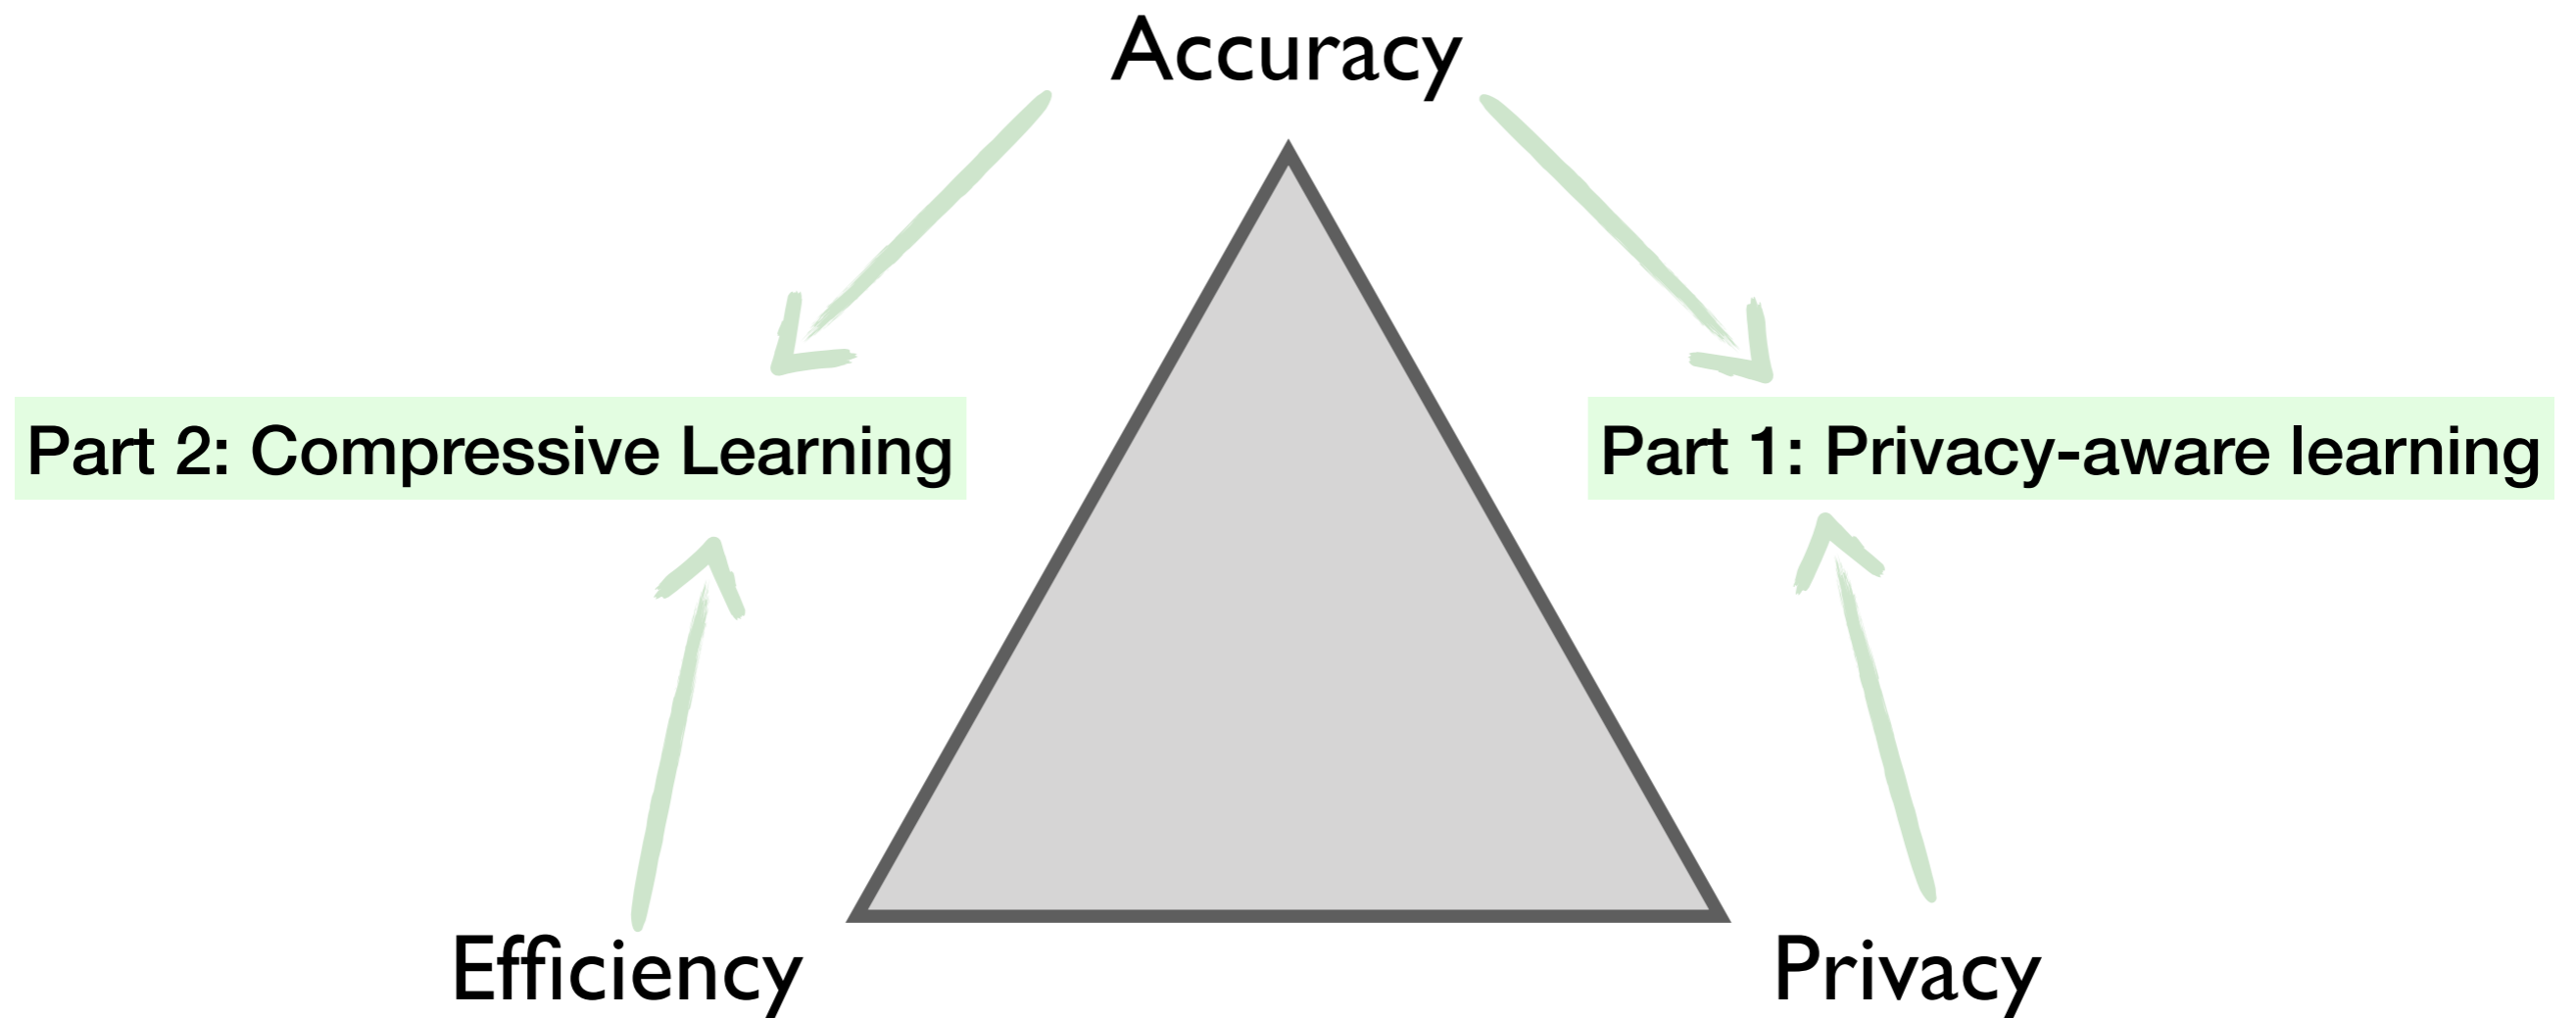 Accuracy
Part 2: Compressive Learning
Part 1: Privacy-aware learning
Efficiency
Privacy